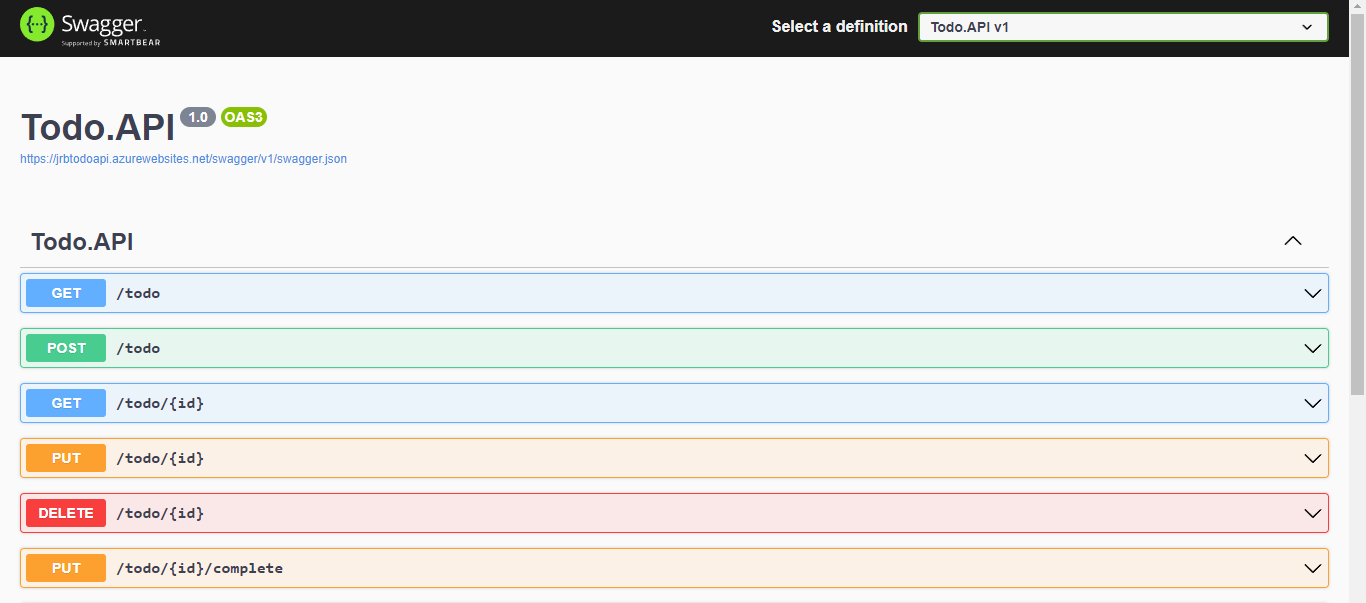 Swagger
Supported by SMARTBEAR
Select a definition
Todo.API v1
Todo.API 1.0 OAS3
https://jrbtodoapi.azurewebsites.net/swagger/v1/swagger.json
Todo.API
GET /todo
POST /todo
GET /todo/{id}
PUT /todo/{id}
DELETE /todo/{id}
PUT /todo/{id}/complete